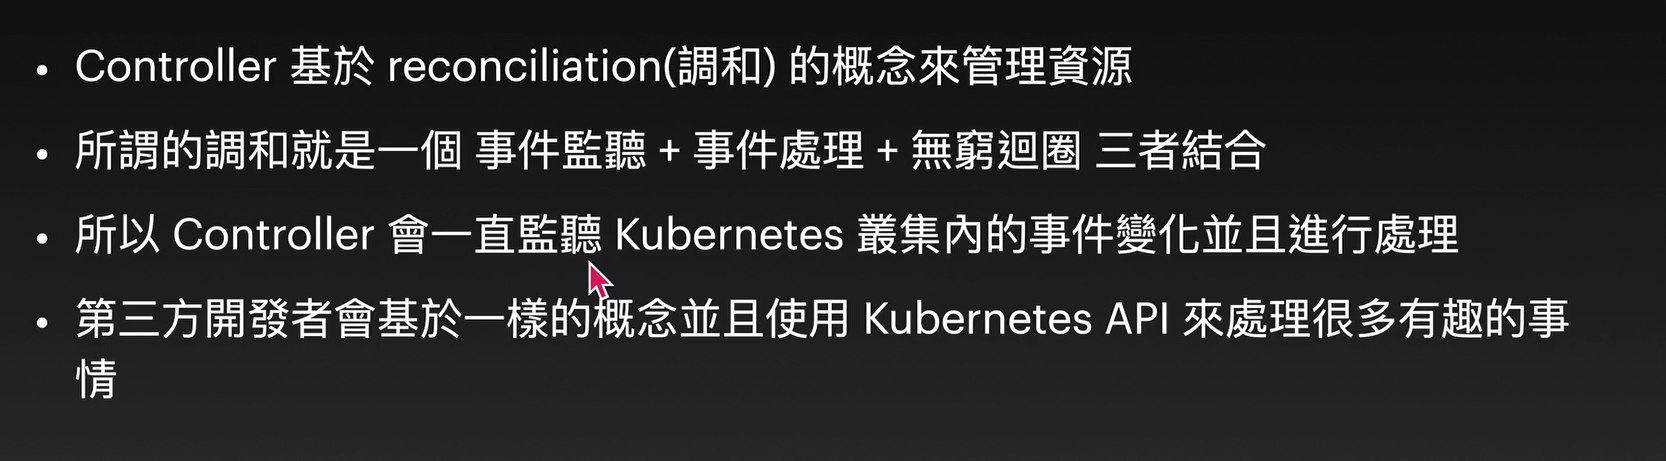 • Controller 基於 reconciliation(調和) 的概念來管理資源
• 所謂的調和就是一個 事件監聽 + 事件處理 + 無窮迴圈 三者結合
• 所以 Controller 會一直監聽 Kubernetes 叢集內的事件變化並且進行處理
• 第三方開發者會基於一樣的概念並且使用 Kubernetes API 來處理很多有趣的事
情